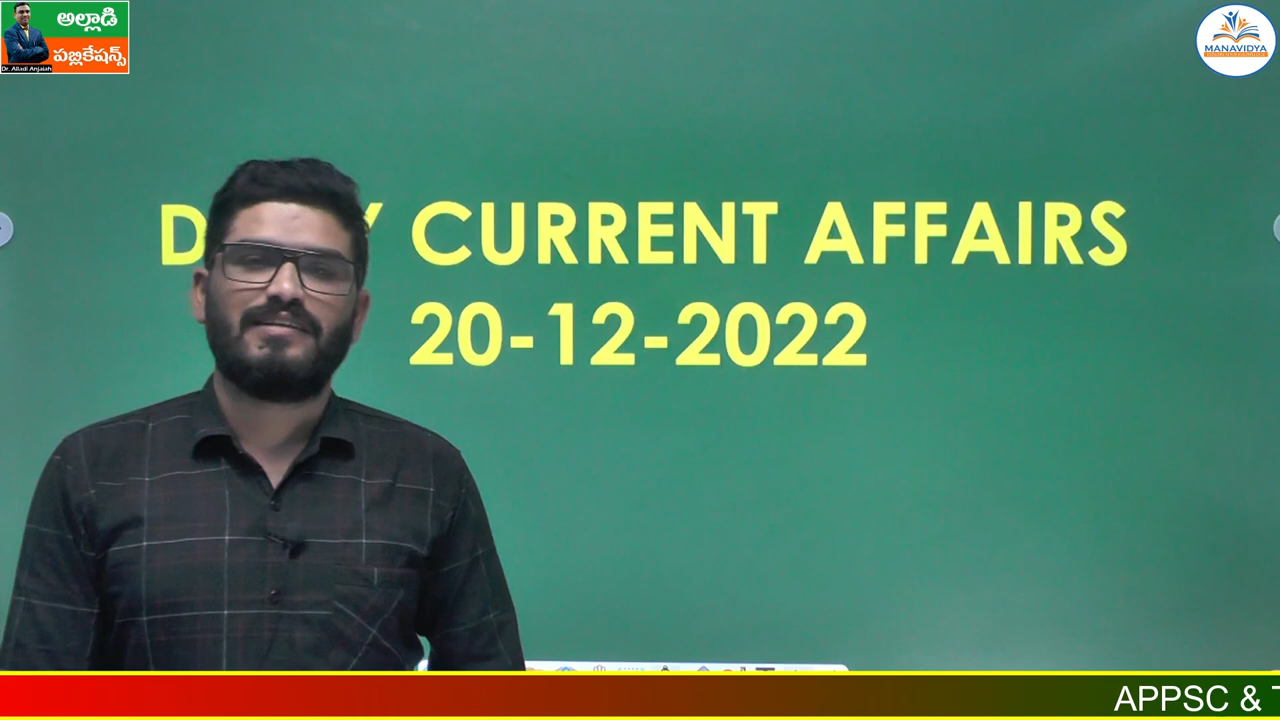 అల్లాడి
పబ్లికేషన్స్
Dr. Alladi Anjaiah
MANAVIDYA
D Y CURRENT AFFAIRS
20-12-2022
APPSC & T